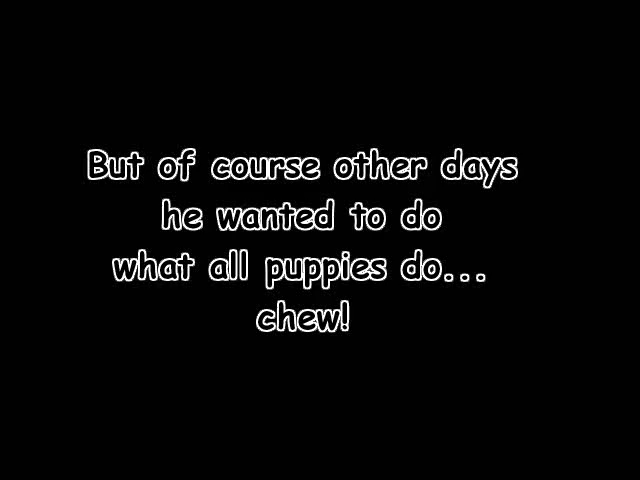 But of course other days
he wanted to do
what all puppies do...
chew!